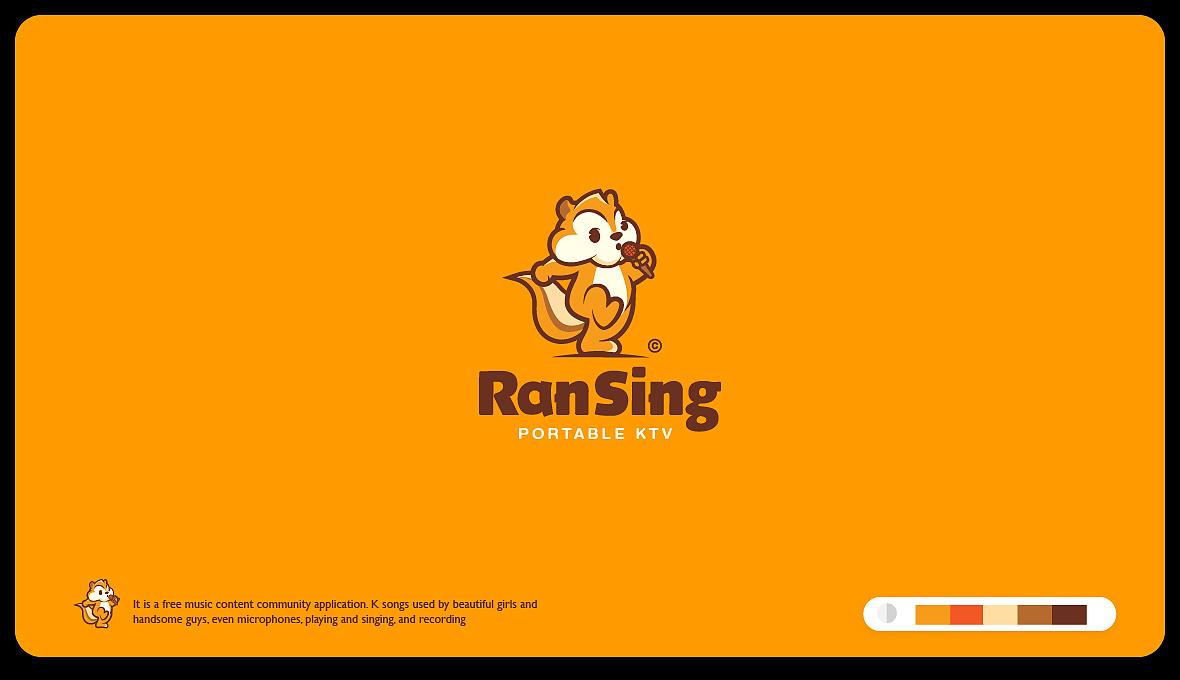 ©
RanSing
PORTABLE KTV
It is a free music content community application. K songs used by beautiful girls and
handsome guys, even microphones, playing and singing, and recording